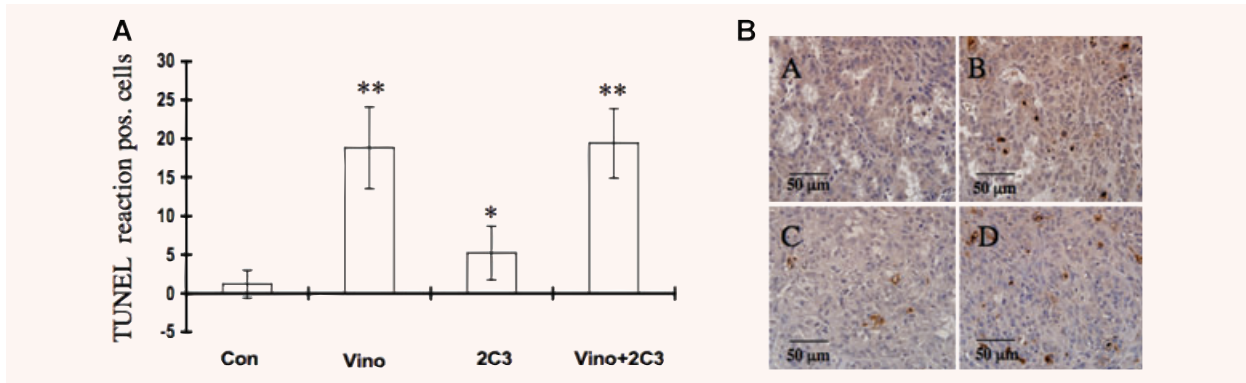 A
TUNEL reaction pos. cells
30
25
20
15
10
5
0
-5
**
*
**
Con
Vino
2C3
Vino+2C3
B
A
50 μm
B
50 μm
C
50 μm
D
50 μm